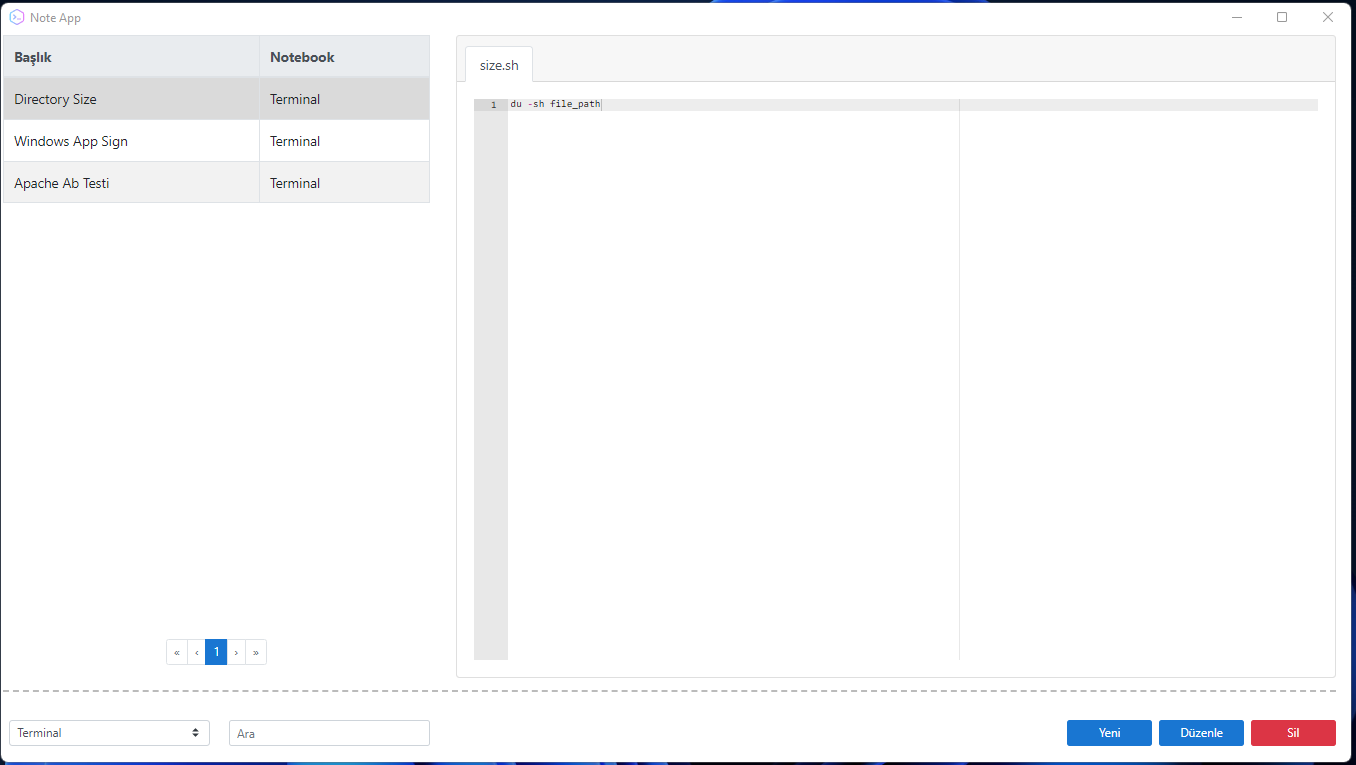 Note App
Başlık Notebook
Directory Size Terminal
Windows App Sign Terminal
Apache Ab Testi Terminal
« ‹ 1 › »
size.sh
1 du -sh file_path
Terminal Ara Yeni Düzenle Sil